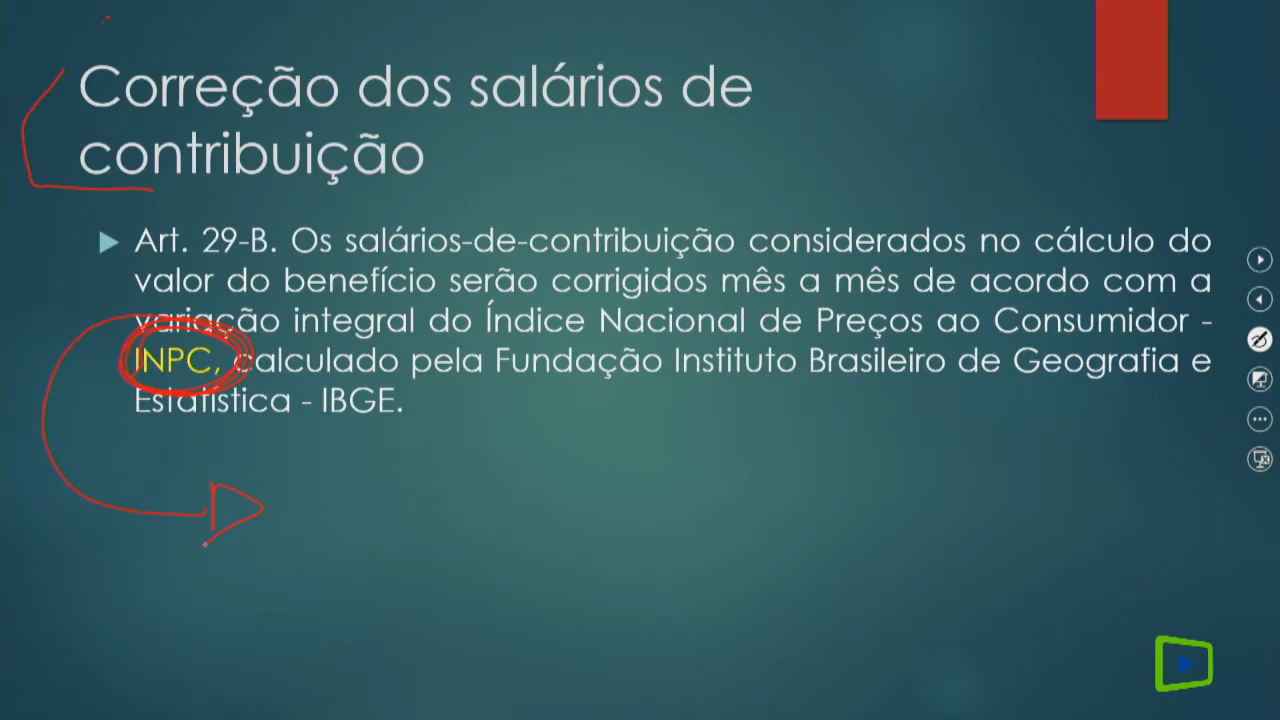 Correção dos salários de
contribuição
Art. 29-B. Os salários-de-contribuição considerados no cálculo do
valor do benefício serão corrigidos mês a mês de acordo com a
variação integral do Índice Nacional de Preços ao Consumidor -
INPC, calculado pela Fundação Instituto Brasileiro de Geografia e
Estatística - IBGE.